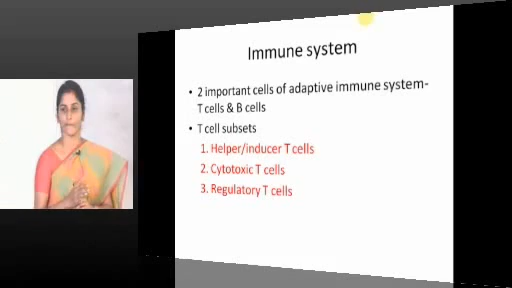 Immune system
• 2 important cells of adaptive immune system-
T cells & B cells
• T cell subsets
1. Helper/inducer T cells
2. Cytotoxic T cells
3. Regulatory T cells